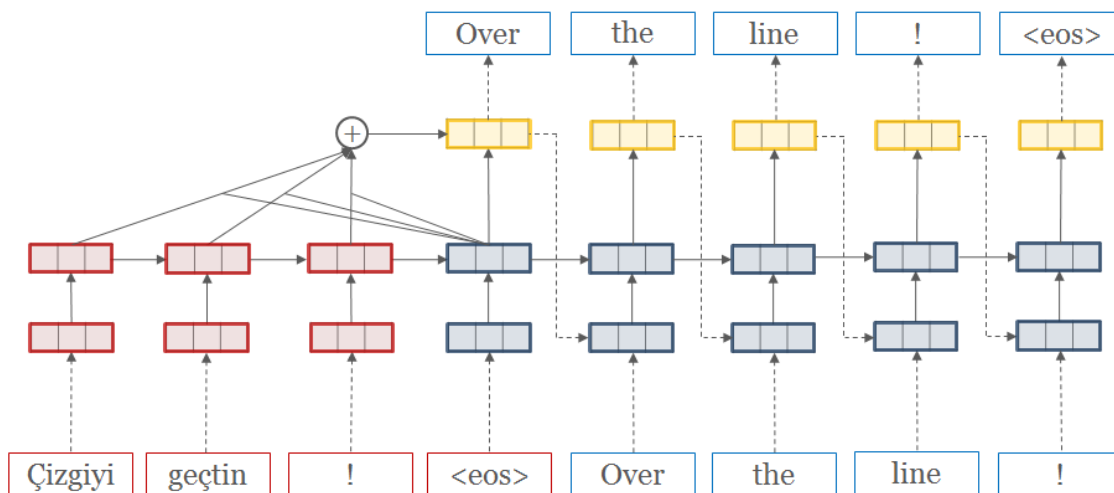 Over the line ! <eos>
+
Çizgiyi geçtin ! <eos> Over the line !